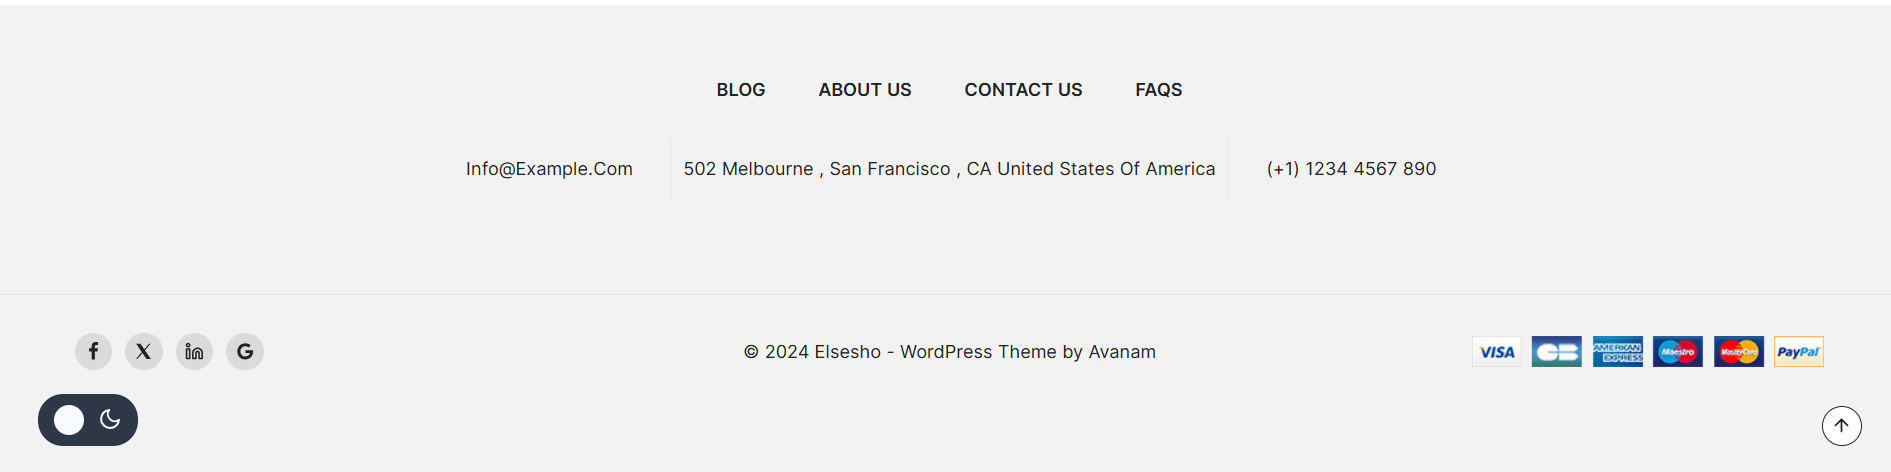 BLOG ABOUT US CONTACT US FAQS
Info@Example.Com 502 Melbourne , San Francisco , CA United States Of America (+1) 1234 4567 890
© 2024 Elsesho - WordPress Theme by Avanam
VISA CB AMERICAN EXPRESS Maestro MasterCard PayPal